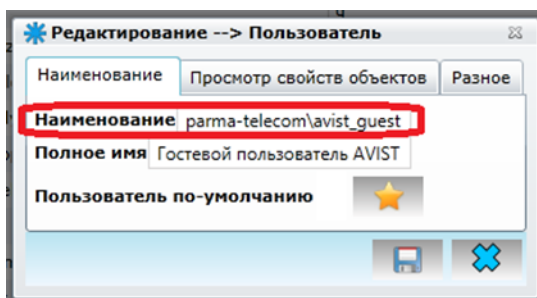 Редактирование --> Пользователь
Наименование Просмотр свойств объектов Разное
Наименование parma-telecom\avist_guest
Полное имя Гостевой пользователь AVIST
Пользователь по-умолчанию